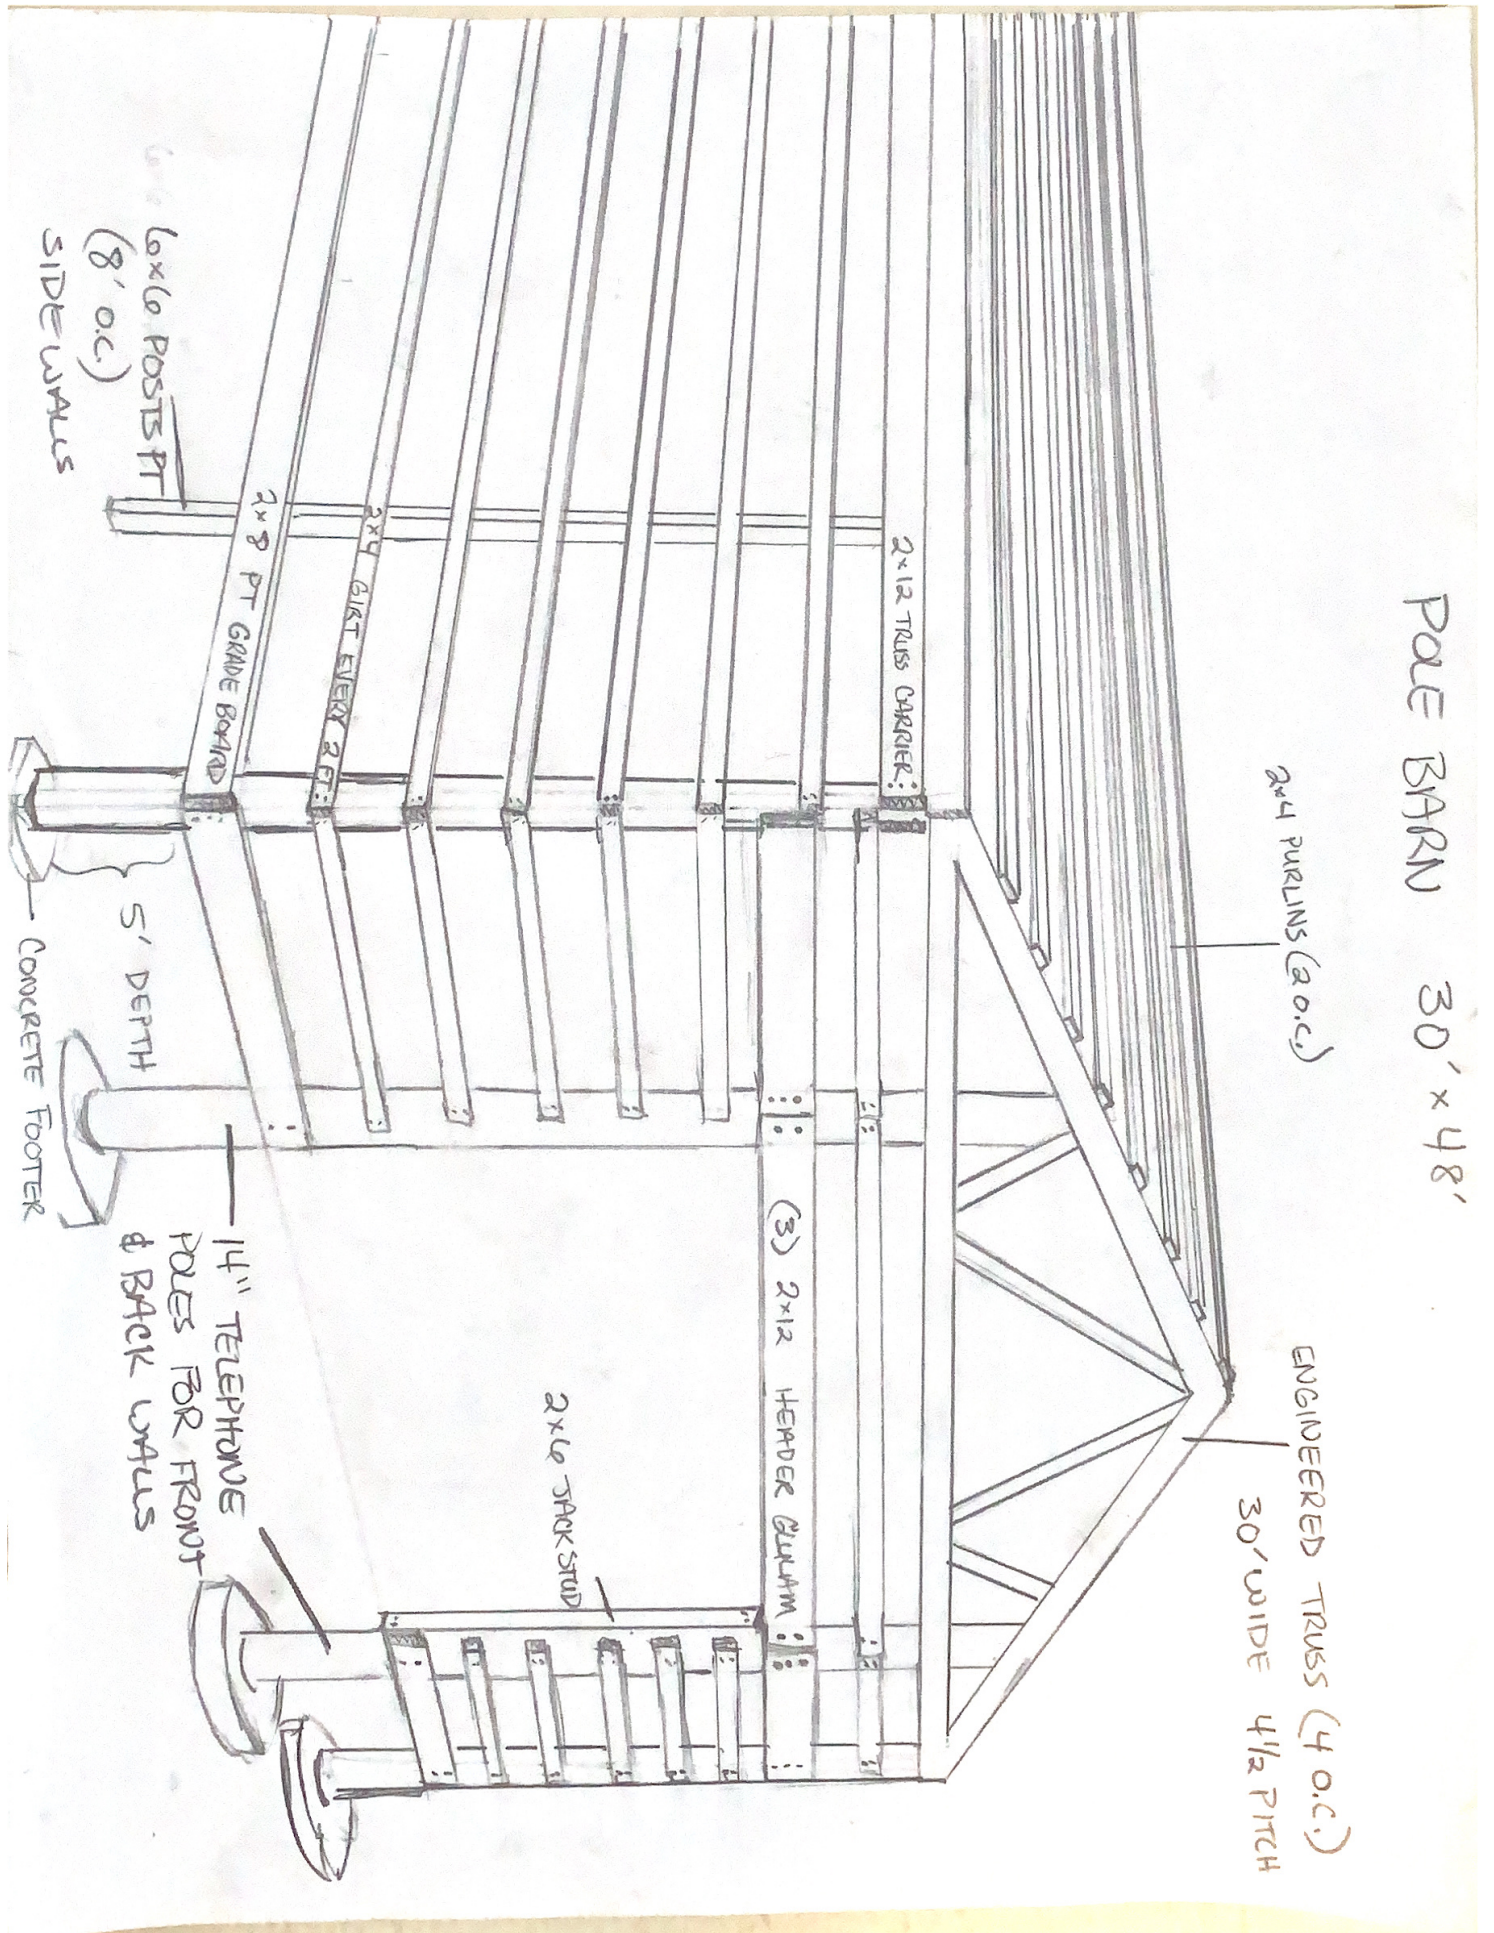 POLE BARN 30' x 48'
2x4 PURLINS (2 O.C.)
ENGINEERED TRUSS (4 O.C.)
30' WIDE 4 1/2 PITCH
2x12 TRUSS CARRIER
(3) 2x12 HEADER GLULAM
2x6 JACK STUD
2x4 GIRT EVERY 2 FT.
2x8 PT GRADE BOARD
6x6 POSTS PT
(8' O.C.)
SIDE WALLS
5' DEPTH
CONCRETE FOOTER
14" TELEPHONE
POLES FOR FRONT
& BACK WALLS